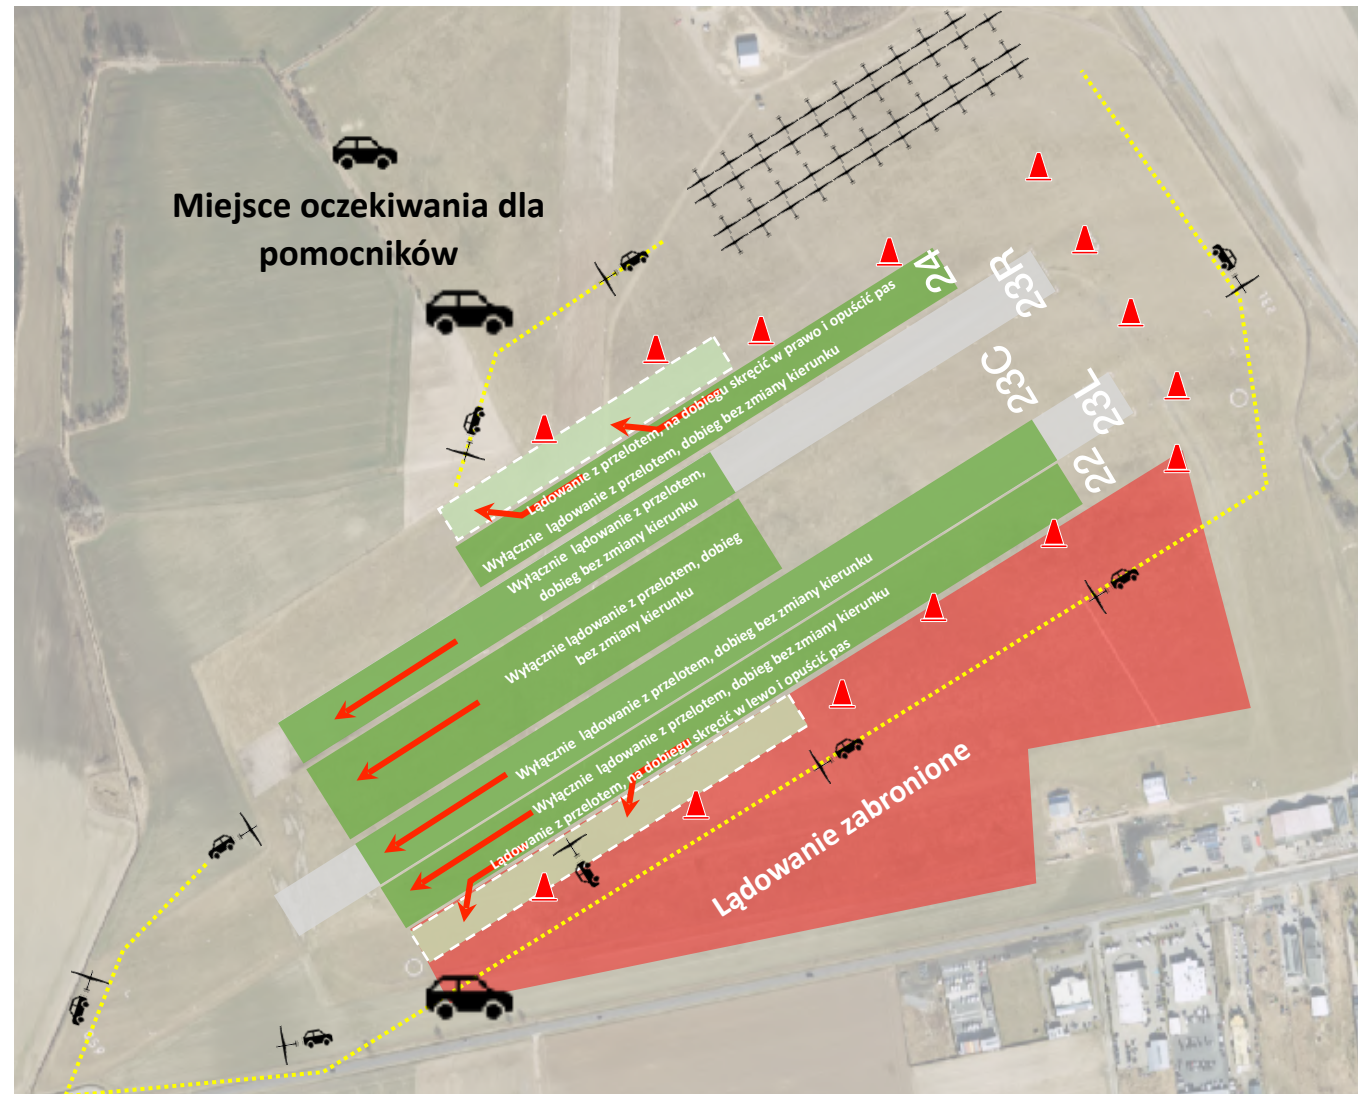 Miejsce oczekiwania dla
pomocników
24
23R
23C
23L
22
Lądowanie z przelotem, na dobiegu skręcić w prawo i opuścić pas
Wyłącznie lądowanie z przelotem, dobieg bez zmiany kierunku
Wyłącznie lądowanie z przelotem,
dobieg bez zmiany kierunku
Wyłącznie lądowanie z przelotem, dobieg
bez zmiany kierunku
Wyłącznie lądowanie z przelotem, dobieg bez zmiany kierunku
Wyłącznie lądowanie z przelotem, dobieg bez zmiany kierunku
Lądowanie z przelotem, na dobiegu skręcić w lewo i opuścić pas
Lądowanie zabronione